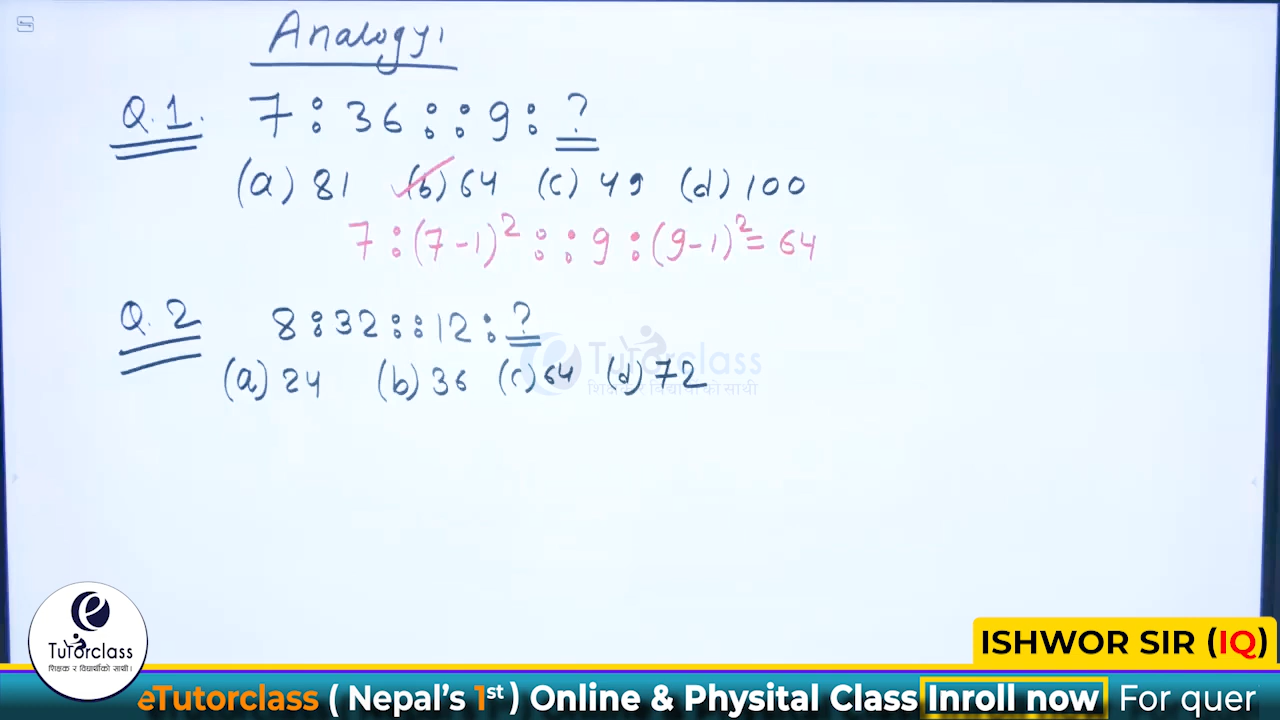 Analogy:
Q.1. 7 : 36 : : 9 : ?
(a) 81 (b) 64 (c) 49 (d) 100
7 : (7-1)² : : 9 : (9-1)² = 64
Q.2 8 : 32 : : 12 : ?
(a) 24 (b) 36 (c) 64 (d) 72
TuTorclass
शिक्षक र विद्यार्थीको साथी
e
TuTorclass
शिक्षक र विद्यार्थीको साथी।
ISHWOR SIR (IQ)
eTutorclass ( Nepal's 1st ) Online & Physital Class Inroll now For quer